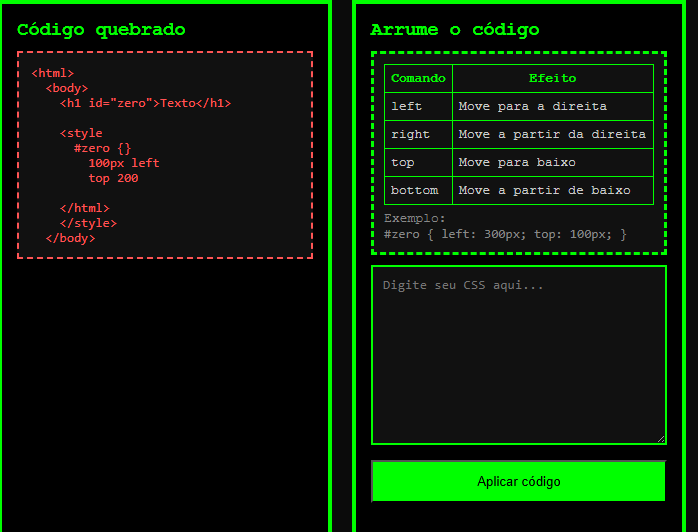 Código quebrado
<html>
<body>
<h1 id="zero">Texto</h1>
<style
#zero {}
100px left
top 200
</html>
</style>
</body>
Arrume o código
Comando Efeito
left Move para a direita
right Move a partir da direita
top Move para baixo
bottom Move a partir de baixo
Exemplo:
#zero { left: 300px; top: 100px; }
Digite seu CSS aqui...
Aplicar código